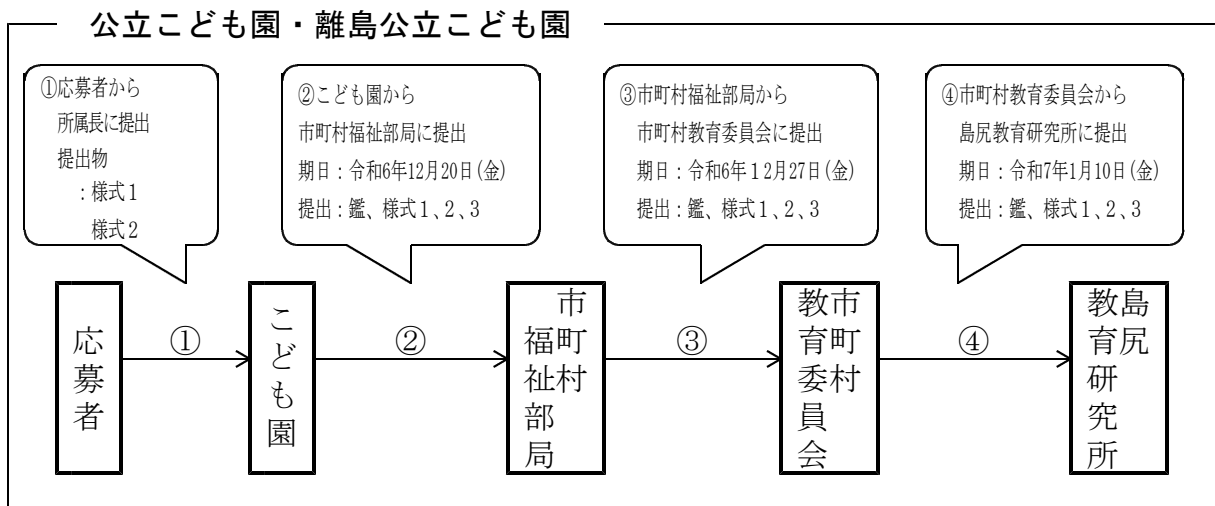 公立こども園・離島公立こども園
①応募者から
所属長に提出
提出物
：様式1
様式2
②こども園から
市町村福祉部局に提出
期日：令和6年12月20日(金)
提出：鑑、様式1、2、3
③市町村福祉部局から
市町村教育委員会に提出
期日：令和6年12月27日(金)
提出：鑑、様式1、2、3
④市町村教育委員会から
島尻教育研究所に提出
期日：令和7年1月10日(金)
提出：鑑、様式1、2、3
応募者
①
こども園
②
市町村
福祉部局
③
市町村
教育委員会
④
島尻
教育研究所